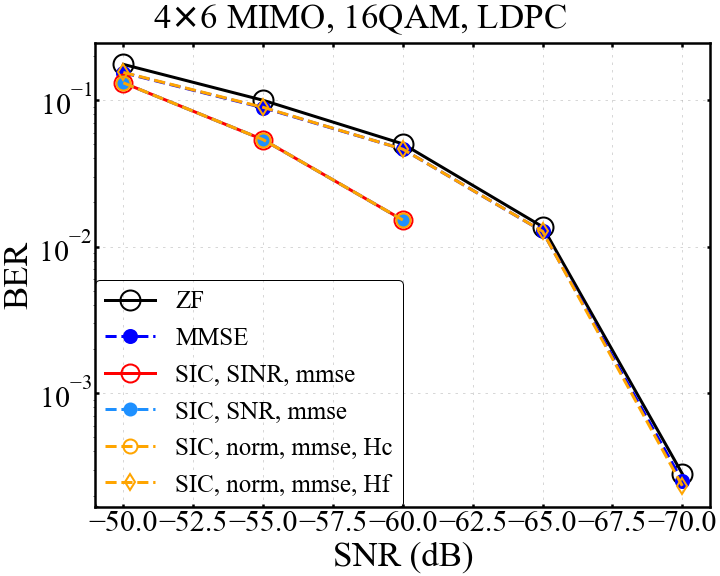 4×6 MIMO, 16QAM, LDPC
BER
10⁻¹
10⁻²
10⁻³
ZF
MMSE
SIC, SINR, mmse
SIC, SNR, mmse
SIC, norm, mmse, Hc
SIC, norm, mmse, Hf
−50.0 −52.5 −55.0 −57.5 −60.0 −62.5 −65.0 −67.5 −70.0
SNR (dB)